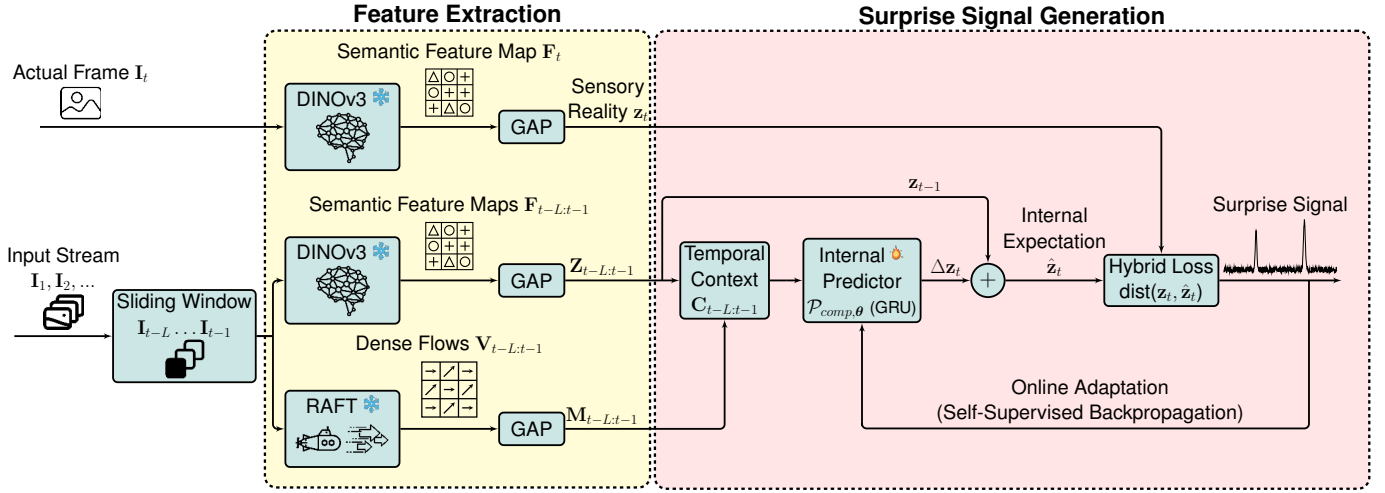 Feature Extraction
Surprise Signal Generation
Semantic Feature Map F_t
Actual Frame I_t
DINOv3
GAP
Sensory
Reality z_t
Semantic Feature Maps F_{t−L:t−1}
z_{t−1}
Input Stream
I_1, I_2, ...
Sliding Window
I_{t−L} … I_{t−1}
DINOv3
GAP
Z_{t−L:t−1}
Temporal
Context
C_{t−L:t−1}
Internal
Predictor
𝒫_{comp,θ} (GRU)
Δz_t
+
Internal
Expectation
ẑ_t
Hybrid Loss
dist(z_t, ẑ_t)
Surprise Signal
Dense Flows V_{t−L:t−1}
RAFT
GAP
M_{t−L:t−1}
Online Adaptation
(Self-Supervised Backpropagation)